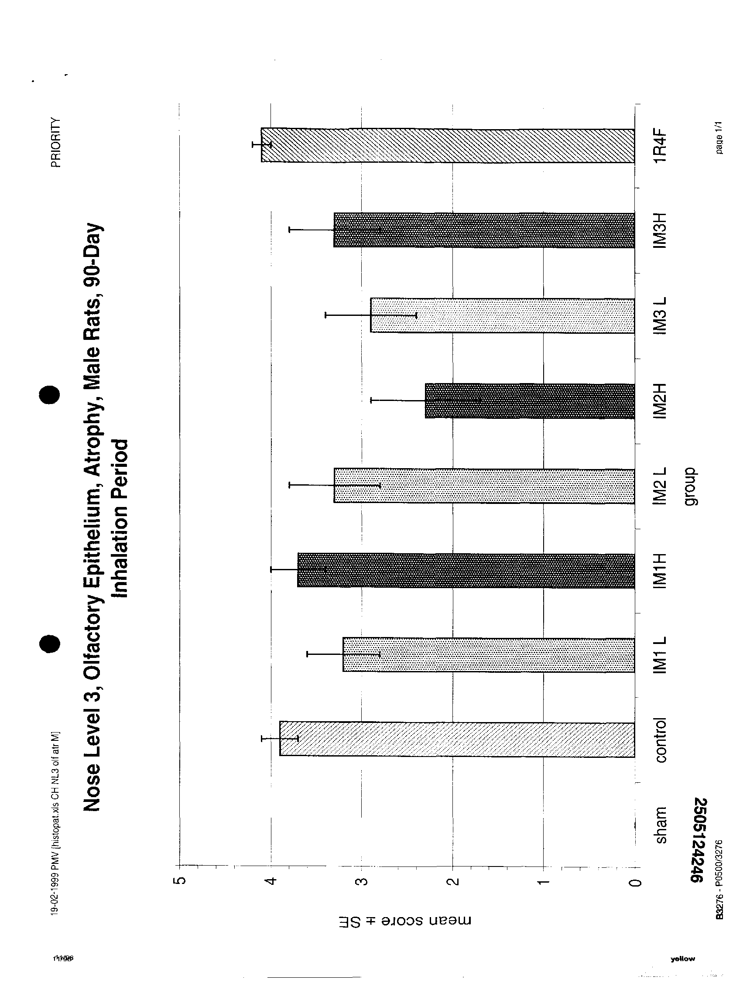 19-02-1999 PMV [histopat.xls CH NL3 olf atr M]
PRIORITY
Nose Level 3, Olfactory Epithelium, Atrophy, Male Rats, 90-Day
Inhalation Period
mean score ± SE
5
4
3
2
1
0
sham
control
IM1 L
IM1H
IM2 L
IM2H
IM3 L
IM3H
1R4F
group
2505124246
B3276 - P0500/3276
page 1/1
yellow